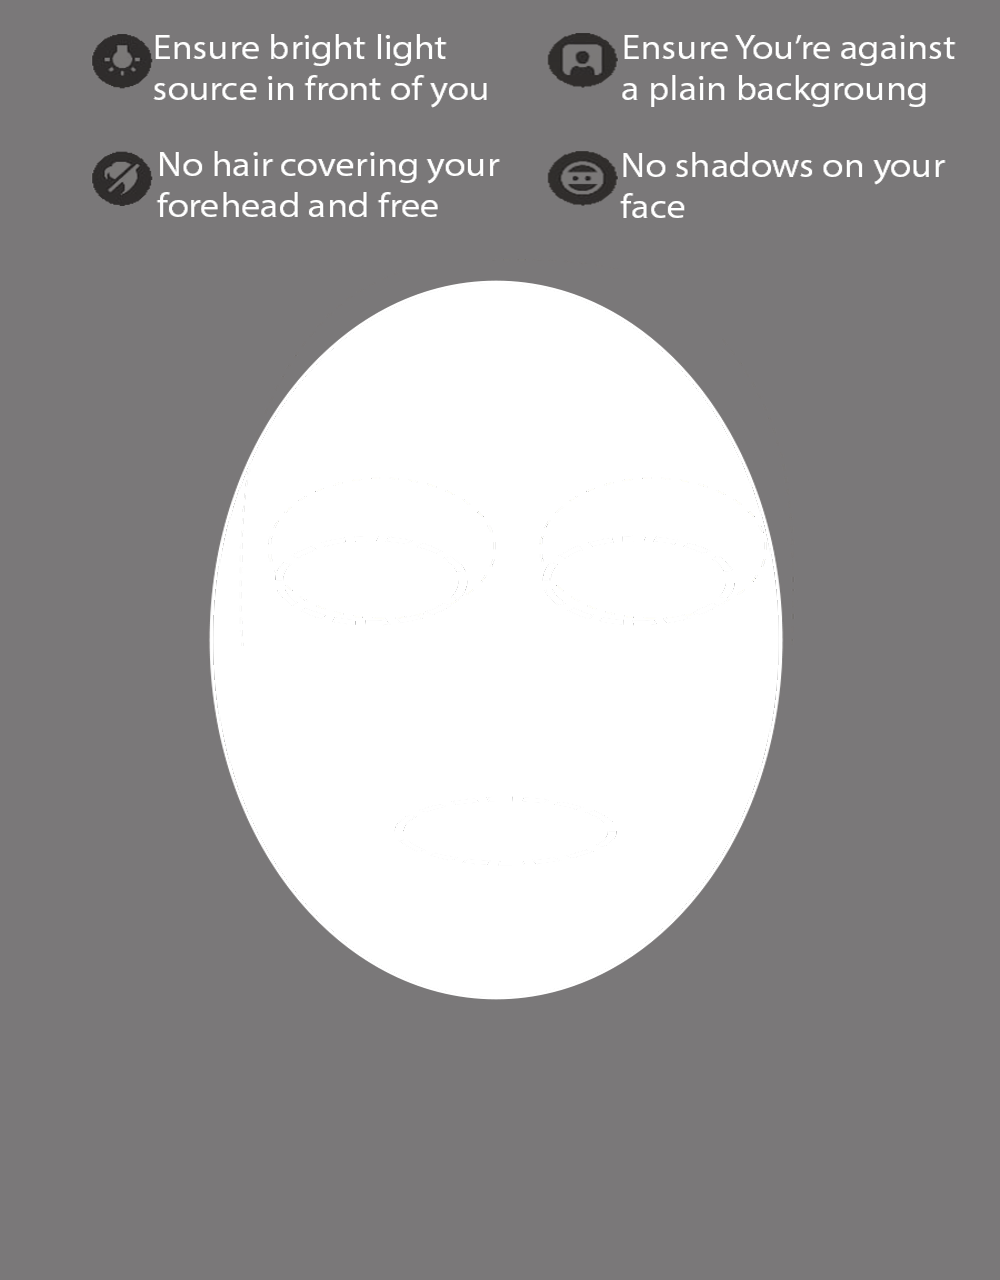 Ensure bright light
source in front of you
Ensure You’re against
a plain backgroung
No hair covering your
forehead and free
No shadows on your
face